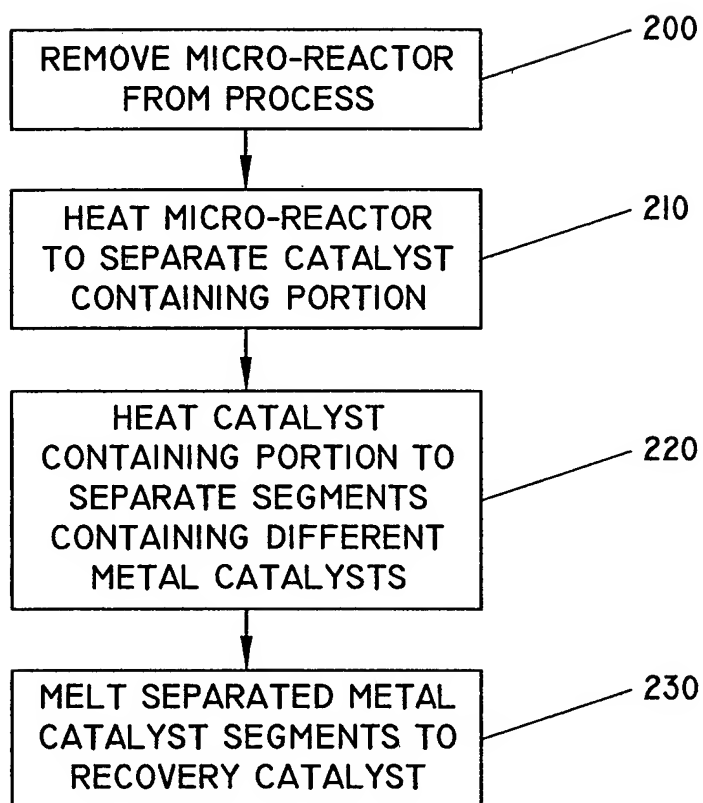 REMOVE MICRO-REACTOR
FROM PROCESS
200
HEAT MICRO-REACTOR
TO SEPARATE CATALYST
CONTAINING PORTION
210
HEAT CATALYST
CONTAINING PORTION TO
SEPARATE SEGMENTS
CONTAINING DIFFERENT
METAL CATALYSTS
220
MELT SEPARATED METAL
CATALYST SEGMENTS TO
RECOVERY CATALYST
230